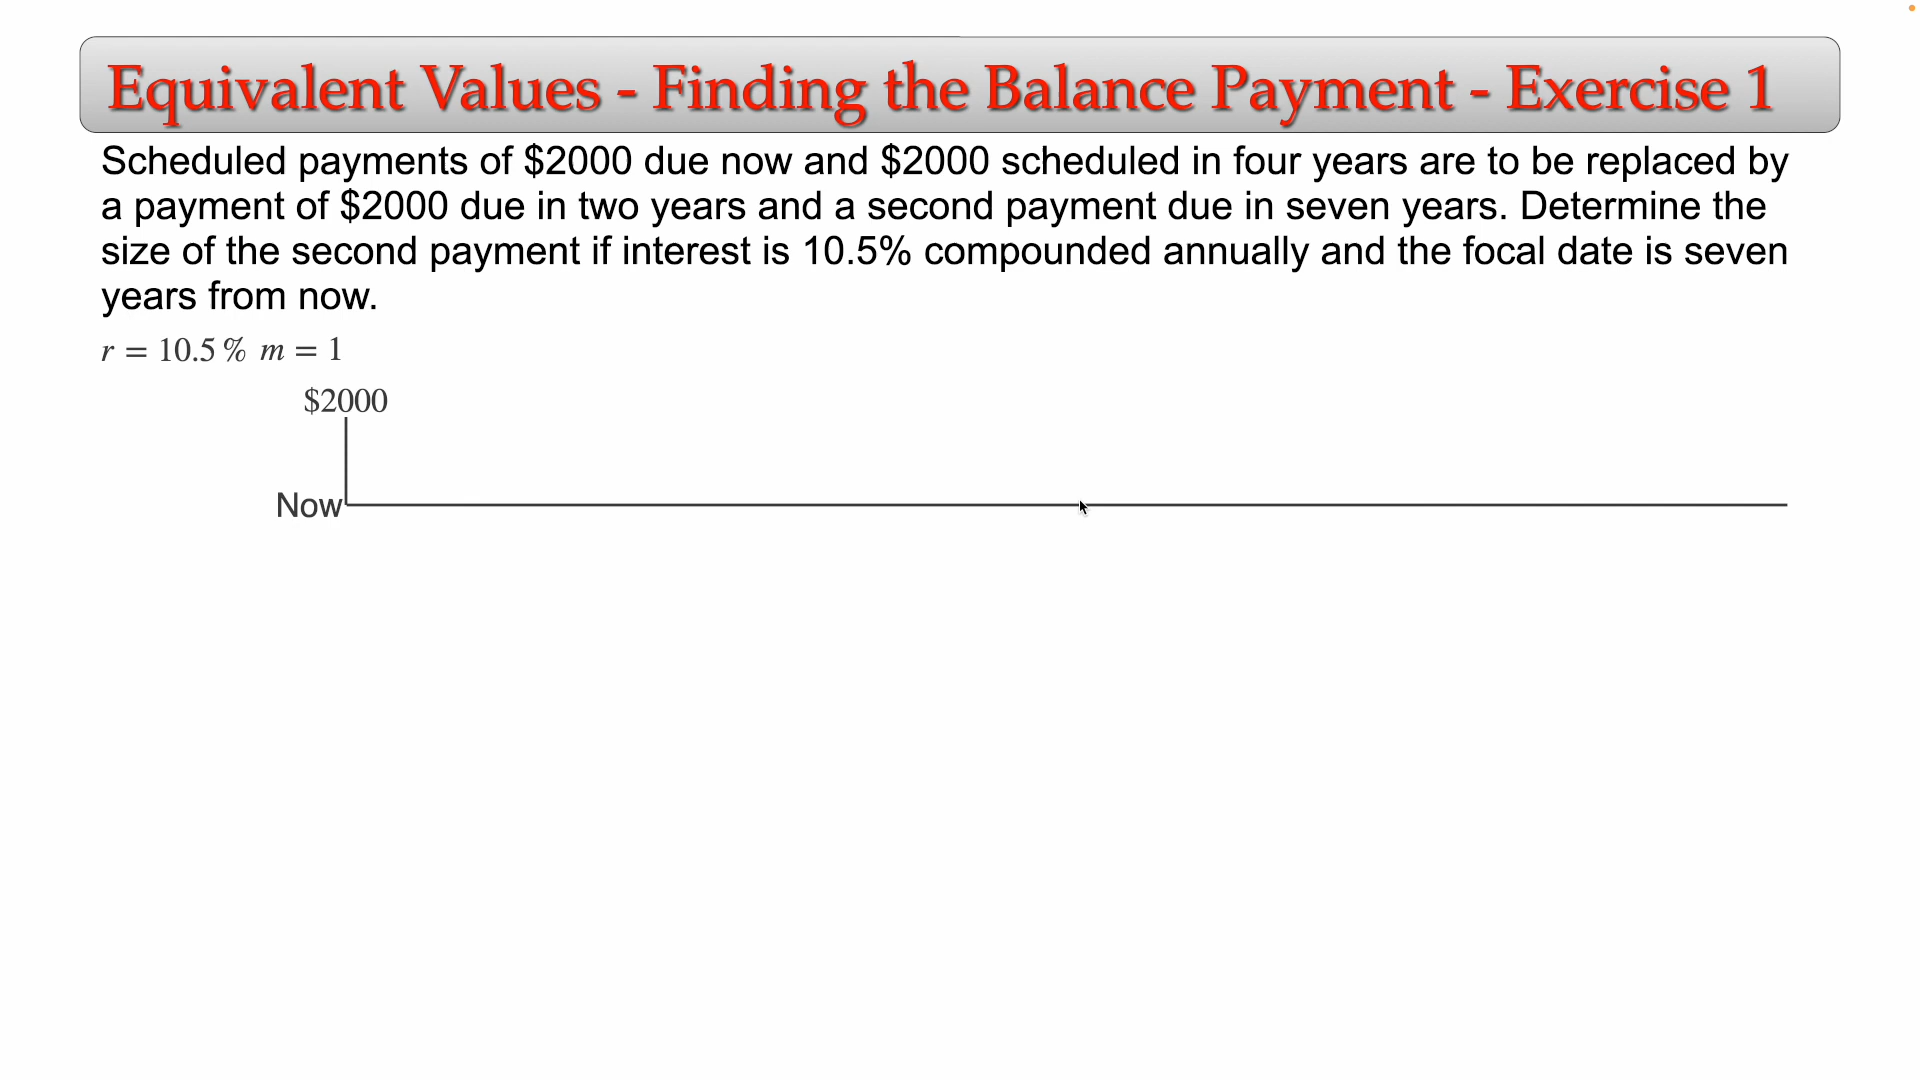 Equivalent Values - Finding the Balance Payment - Exercise 1
Scheduled payments of $2000 due now and $2000 scheduled in four years are to be replaced by
a payment of $2000 due in two years and a second payment due in seven years. Determine the
size of the second payment if interest is 10.5% compounded annually and the focal date is seven
years from now.
r = 10.5 % m = 1
$2000
Now